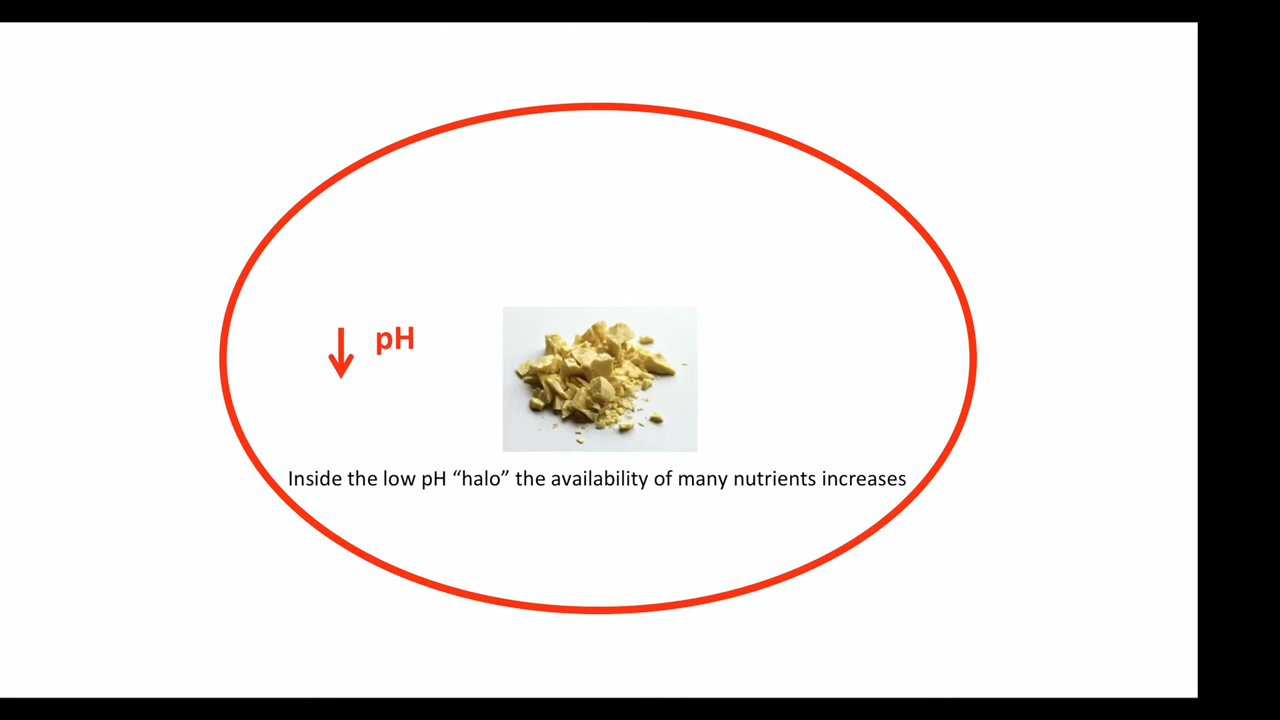 pH
Inside the low pH “halo” the availability of many nutrients increases